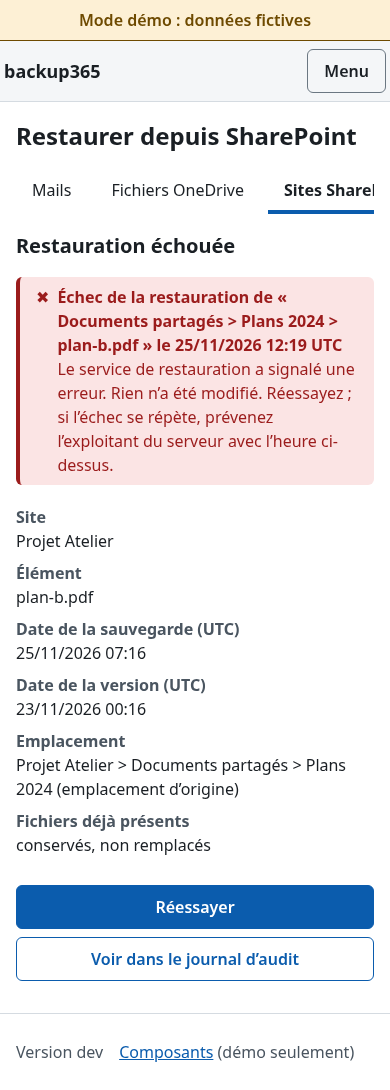 Mode démo : données fictives
backup365
Menu
Restaurer depuis SharePoint
Mails
Fichiers OneDrive
Sites Share
Restauration échouée
✖ Échec de la restauration de «
Documents partagés > Plans 2024 >
plan-b.pdf » le 25/11/2026 12:19 UTC
Le service de restauration a signalé une
erreur. Rien n’a été modifié. Réessayez ;
si l’échec se répète, prévenez
l’exploitant du serveur avec l’heure ci-
dessus.
Site
Projet Atelier
Élément
plan-b.pdf
Date de la sauvegarde (UTC)
25/11/2026 07:16
Date de la version (UTC)
23/11/2026 00:16
Emplacement
Projet Atelier > Documents partagés > Plans
2024 (emplacement d’origine)
Fichiers déjà présents
conservés, non remplacés
Réessayer
Voir dans le journal d’audit
Version dev Composants (démo seulement)